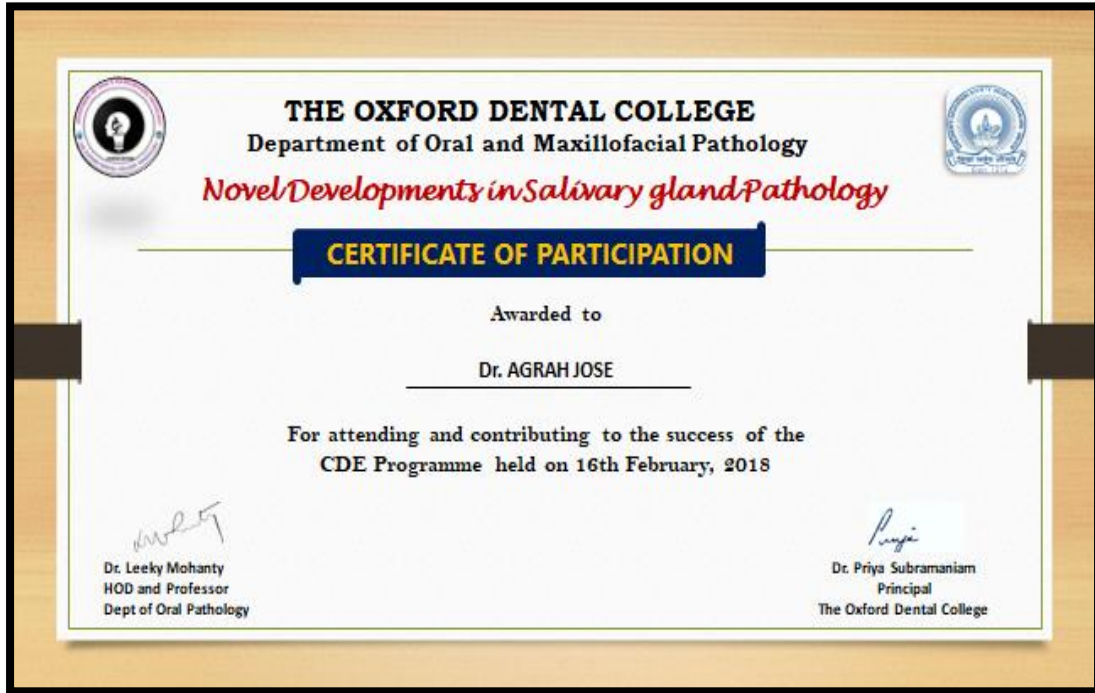 THE OXFORD DENTAL COLLEGE
Department of Oral and Maxillofacial Pathology
Novel Developments in Salivary gland Pathology
CERTIFICATE OF PARTICIPATION
Awarded to
Dr. AGRAH JOSE
For attending and contributing to the success of the
CDE Programme held on 16th February, 2018
Dr. Leeky Mohanty
HOD and Professor
Dept of Oral Pathology
Dr. Priya Subramaniam
Principal
The Oxford Dental College